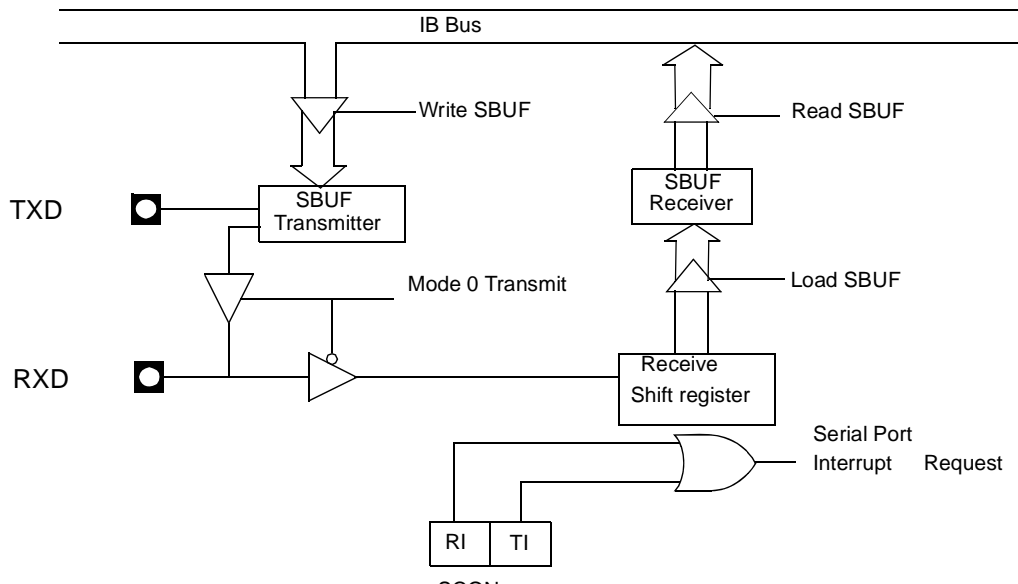 IB Bus
Write SBUF
Read SBUF
TXD
SBUF
Transmitter
SBUF
Receiver
Mode 0 Transmit
Load SBUF
RXD
Receive
Shift register
Serial Port
Interrupt Request
RI TI